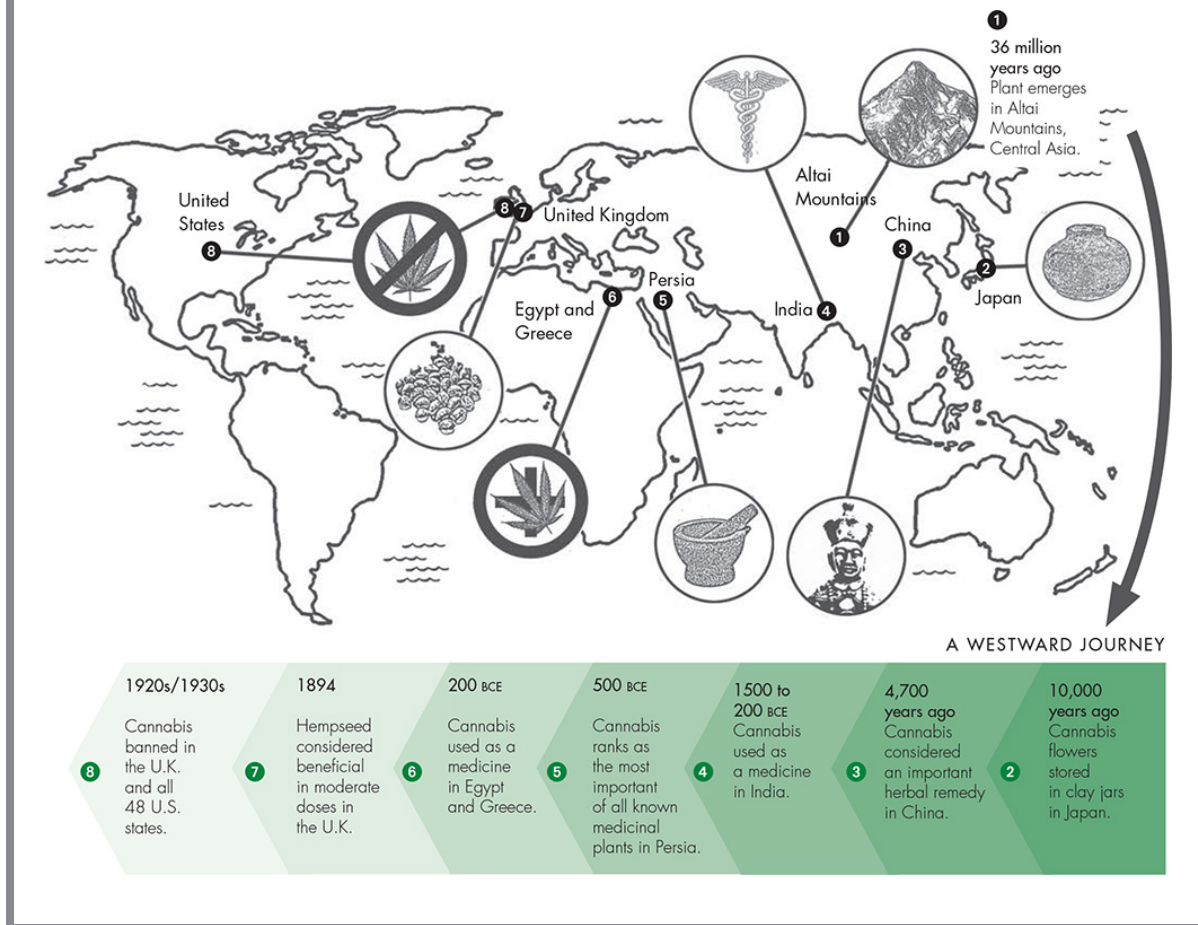 1
36 million
years ago
Plant emerges
in Altai
Mountains,
Central Asia.
United
States
8
8
7
United Kingdom
Egypt and
Greece
6
Persia
5
India
4
Altai
Mountains
1
China
3
2
Japan
A WESTWARD JOURNEY
1920s/1930s
Cannabis
banned in
the U.K.
and all
48 U.S.
states.
8
1894
Hempseed
considered
beneficial
in moderate
doses in
the U.K.
7
200 BCE
Cannabis
used as a
medicine
in Egypt
and Greece.
6
500 BCE
Cannabis
ranks as
the most
important
of all known
medicinal
plants in Persia.
5
1500 to
200 BCE
Cannabis
used as
a medicine
in India.
4
4,700
years ago
Cannabis
considered
an important
herbal remedy
in China.
3
10,000
years ago
Cannabis
flowers
stored
in clay jars
in Japan.
2